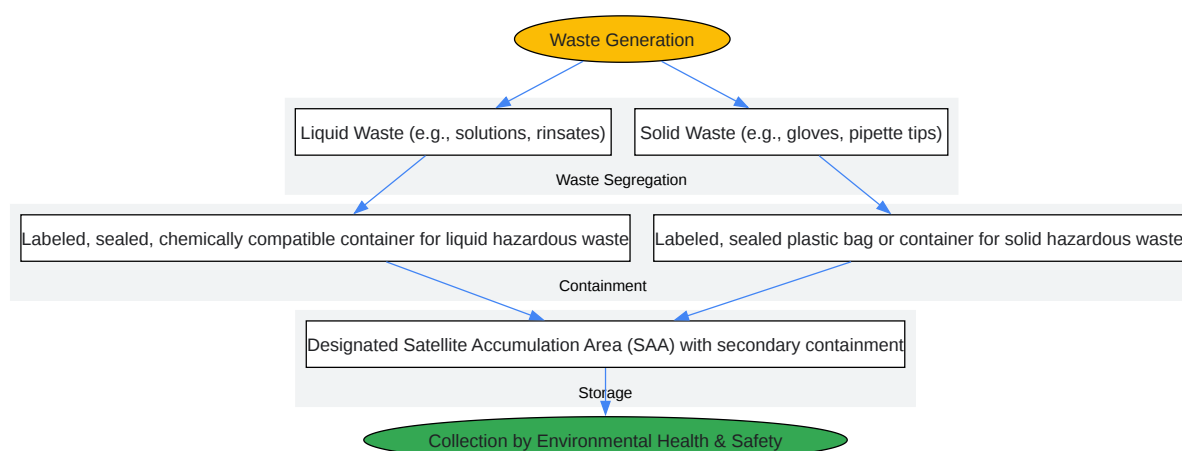 Waste Generation
Liquid Waste (e.g., solutions, rinsates)
Solid Waste (e.g., gloves, pipette tips)
Waste Segregation
Labeled, sealed, chemically compatible container for liquid hazardous waste
Labeled, sealed plastic bag or container for solid hazardous waste
Containment
Designated Satellite Accumulation Area (SAA) with secondary containment
Storage
Collection by Environmental Health & Safety